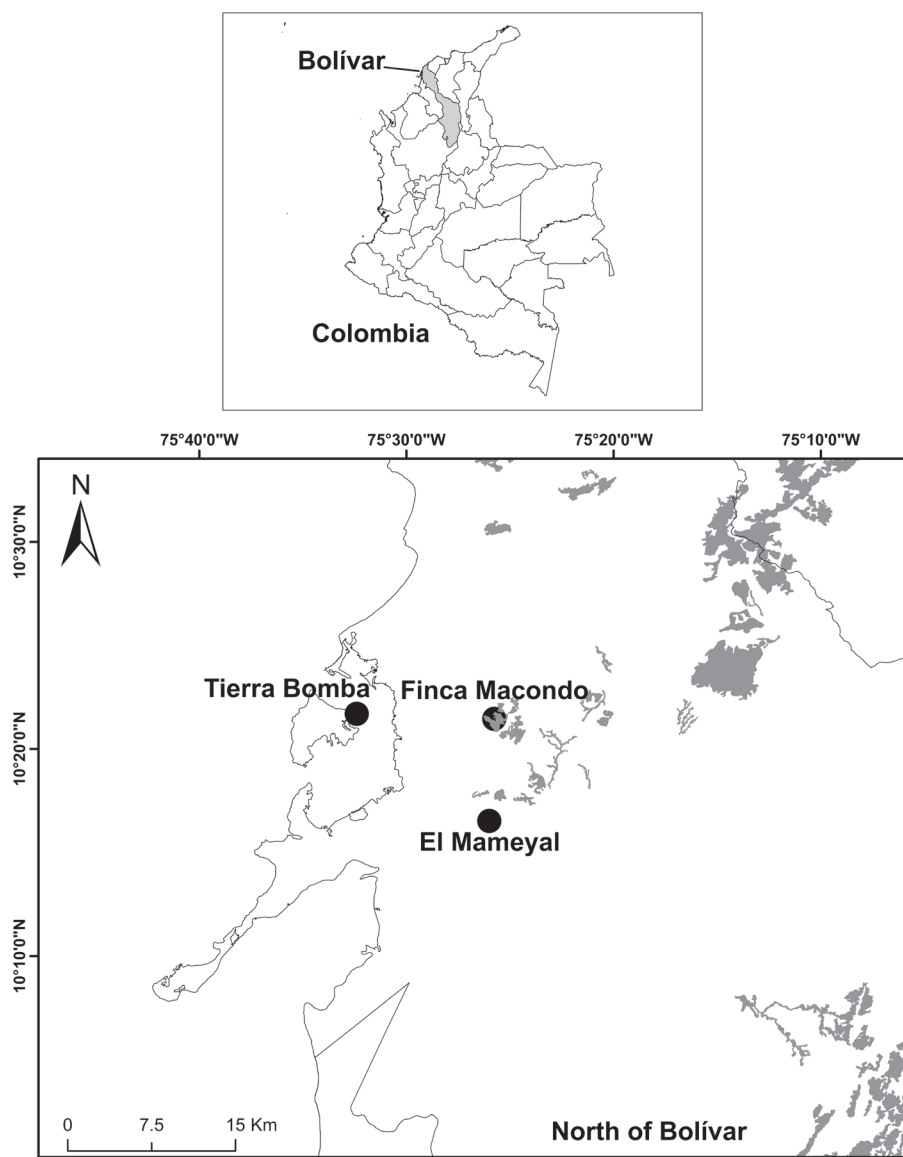 Bolívar
Colombia
75°40'0"W 75°30'0"W 75°20'0"W 75°10'0"W
N
10°30'0"N
Tierra Bomba Finca Macondo
10°20'0"N
El Mameyal
10°10'0"N
0 7.5 15 Km
North of Bolívar